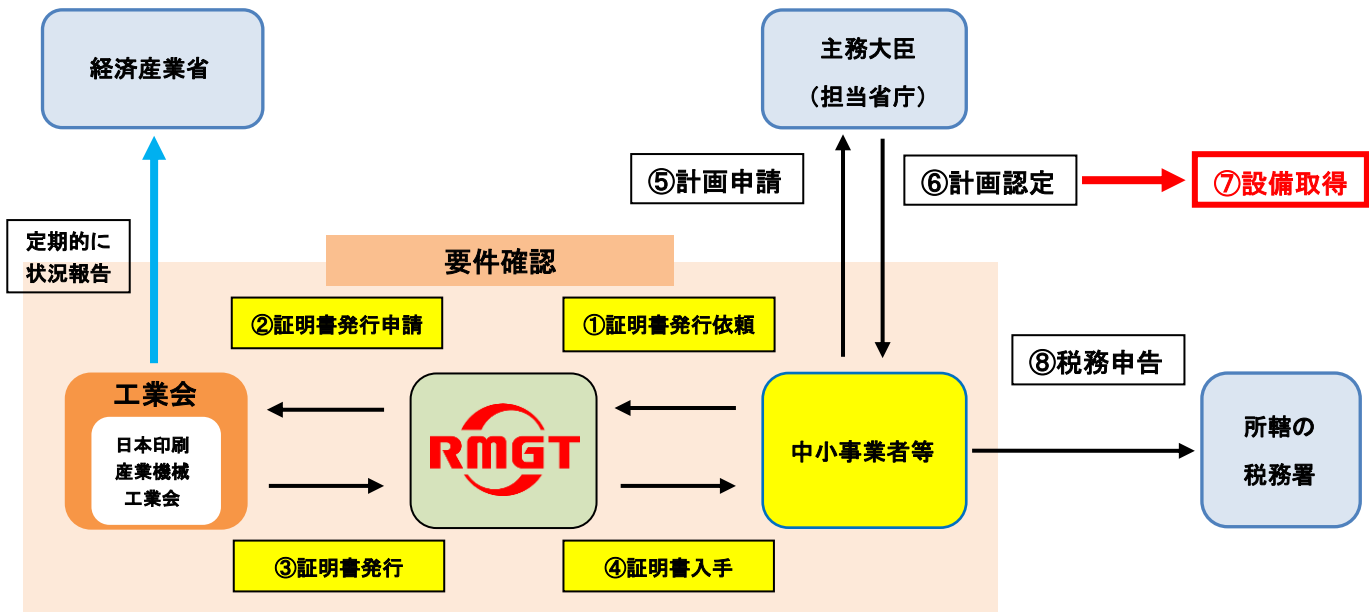 経済産業省
主務大臣
（担当省庁）
⑤計画申請
⑥計画認定
⑦設備取得
定期的に
状況報告
要件確認
②証明書発行申請
①証明書発行依頼
⑧税務申告
工業会
日本印刷
産業機械
工業会
RMGT
中小事業者等
所轄の
税務署
③証明書発行
④証明書入手